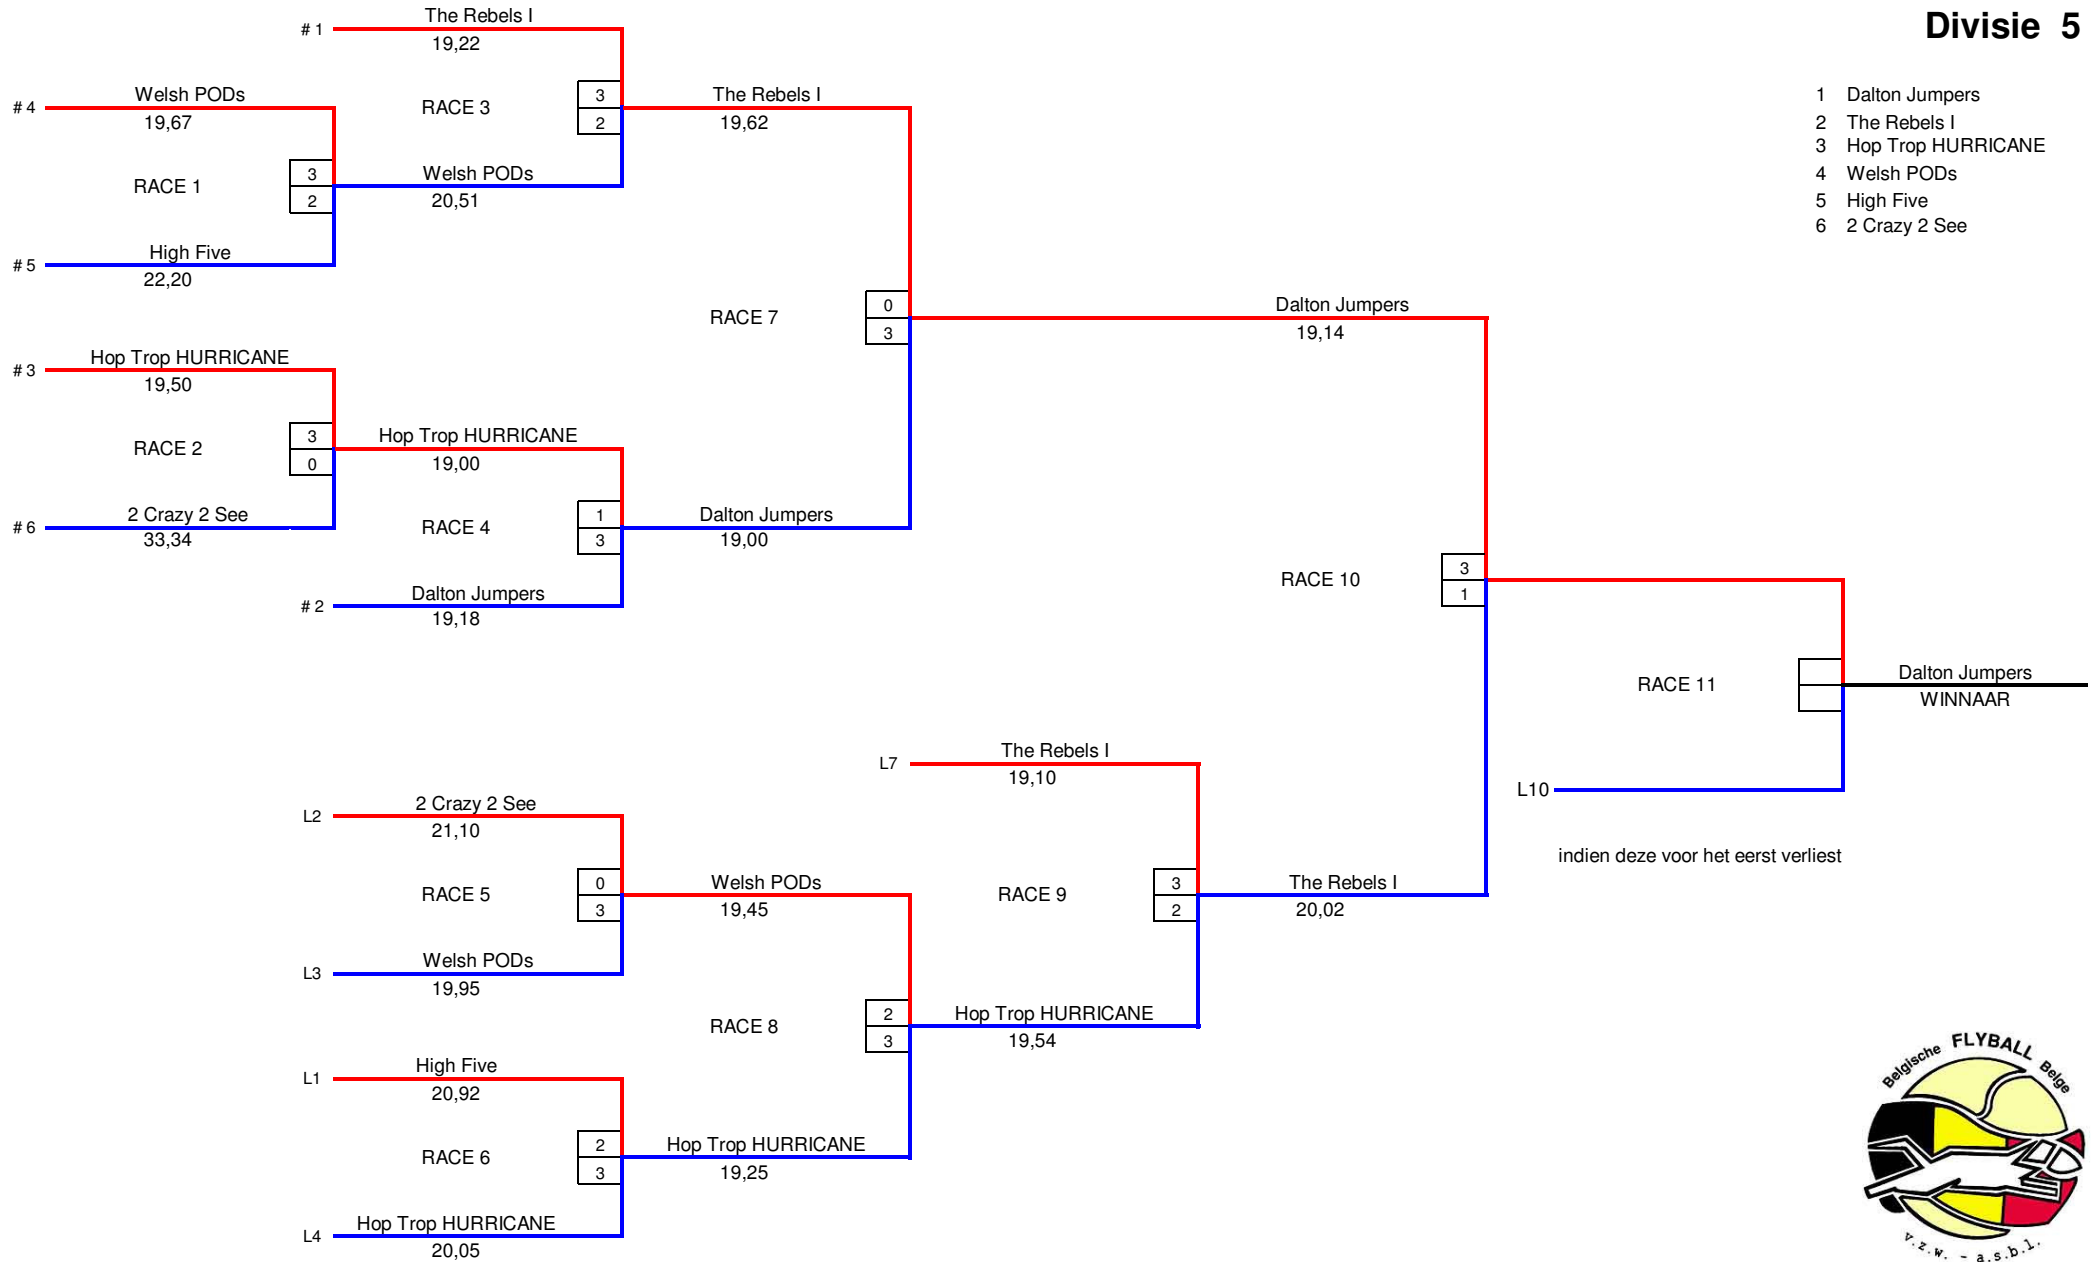 Divisie 5
1 Dalton Jumpers
2 The Rebels I
3 Hop Trop HURRICANE
4 Welsh PODs
5 High Five
6 2 Crazy 2 See
# 1
The Rebels I
19,22
# 4
Welsh PODs
19,67
RACE 3
3
2
The Rebels I
19,62
RACE 1
3
2
Welsh PODs
20,51
# 5
High Five
22,20
RACE 7
0
3
Dalton Jumpers
19,14
# 3
Hop Trop HURRICANE
19,50
RACE 2
3
0
Hop Trop HURRICANE
19,00
# 6
2 Crazy 2 See
33,34
RACE 4
1
3
Dalton Jumpers
19,00
# 2
Dalton Jumpers
19,18
RACE 10
3
1
RACE 11
Dalton Jumpers
WINNAAR
L7
The Rebels I
19,10
L10
indien deze voor het eerst verliest
L2
2 Crazy 2 See
21,10
RACE 5
0
3
Welsh PODs
19,45
RACE 9
3
2
The Rebels I
20,02
L3
Welsh PODs
19,95
RACE 8
2
3
Hop Trop HURRICANE
19,54
L1
High Five
20,92
RACE 6
2
3
Hop Trop HURRICANE
19,25
L4
Hop Trop HURRICANE
20,05
Belgische FLYBALL Belge
v.z.w. - a.s.b.l.